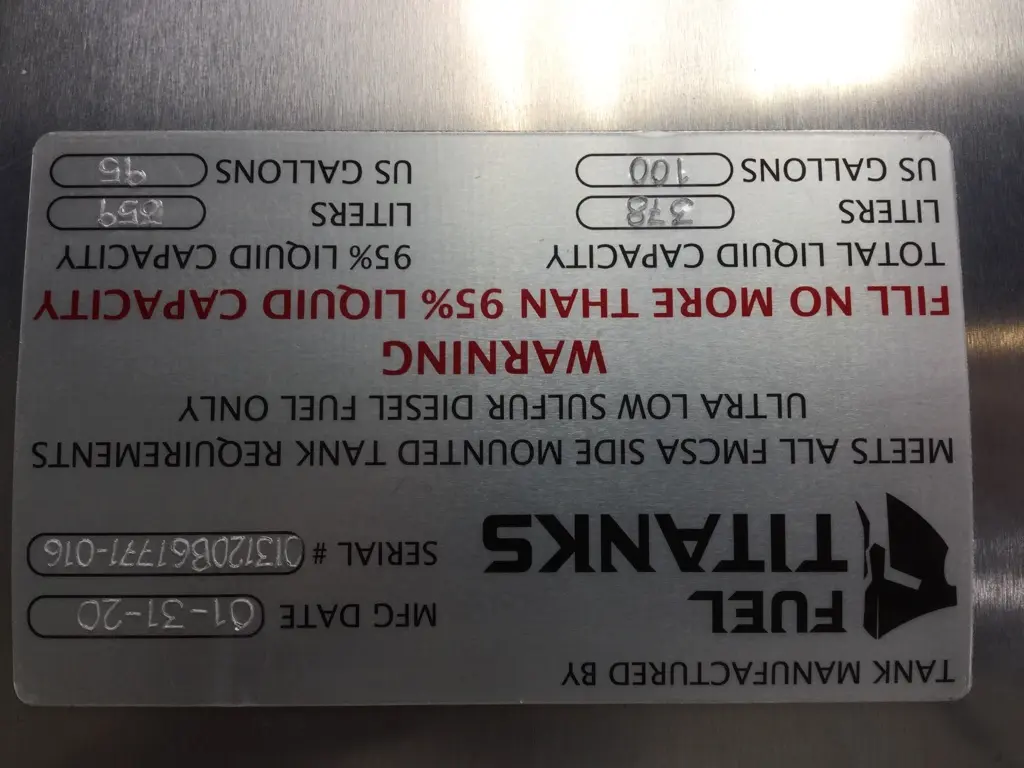 TANK MANUFACTURED BY
FUEL
TITANKS
MFG DATE 01-31-20
SERIAL # 013120B61771-016
MEETS ALL FMCSA SIDE MOUNTED TANK REQUIREMENTS
ULTRA LOW SULFUR DIESEL FUEL ONLY
WARNING
FILL NO MORE THAN 95% LIQUID CAPACITY
TOTAL LIQUID CAPACITY
LITERS 378
US GALLONS 100
95% LIQUID CAPACITY
LITERS 359
US GALLONS 95